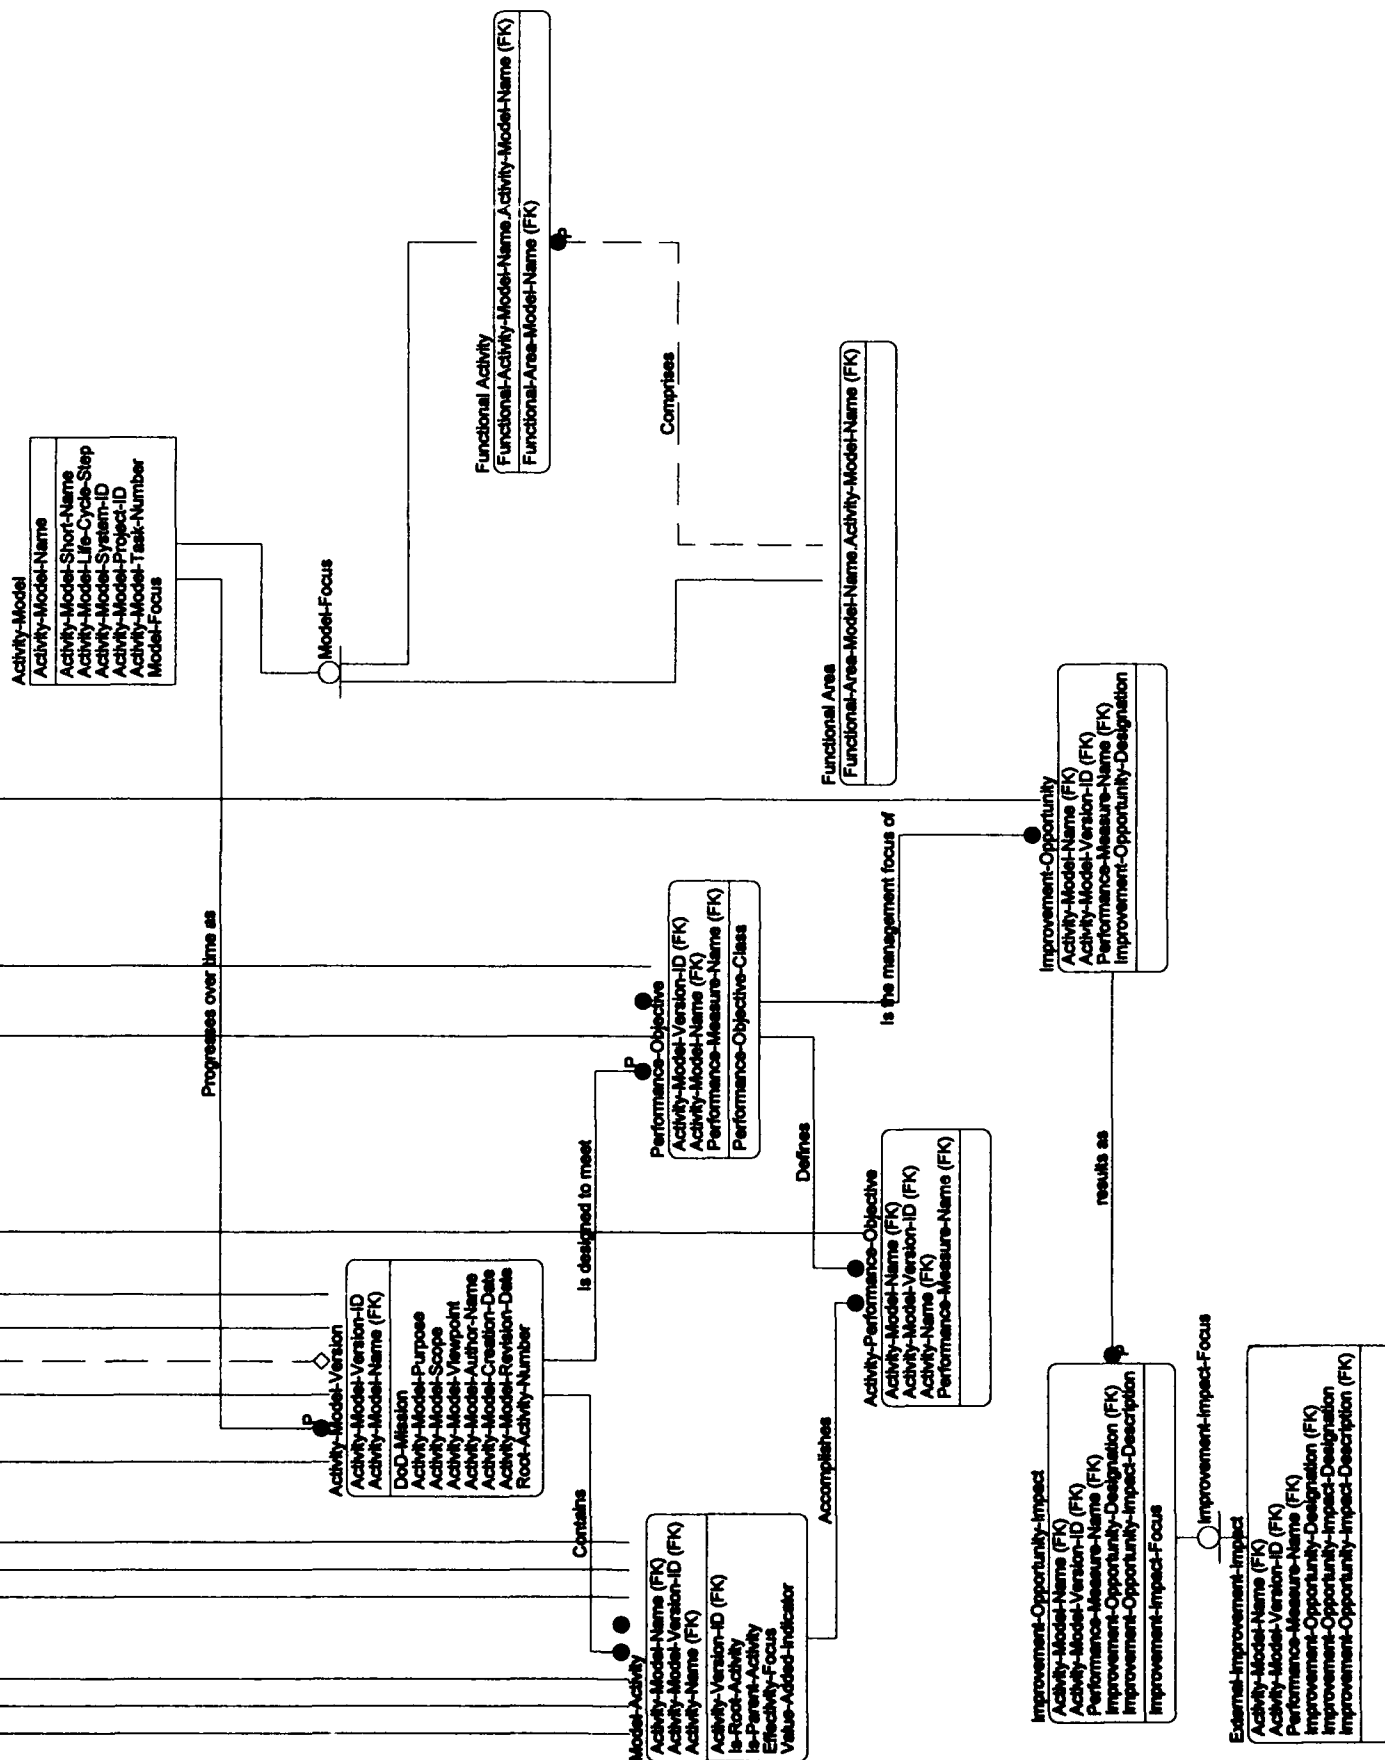 Activity-Model
Activity-Model-Name
Activity-Model-Short-Name
Activity-Model-Life-Cycle-Step
Activity-Model-System-ID
Activity-Model-Project-ID
Activity-Model-Task-Number
Model-Focus
Model-Focus
Functional Activity
Functional-Activity-Model-Name.Activity-Model-Name (FK)
Functional-Area-Model-Name (FK)
P
Comprises
Functional Area
Functional-Area-Model-Name.Activity-Model-Name (FK)
Progresses over time as
P
Activity-Model-Version
Activity-Model-Version-ID
Activity-Model-Name (FK)
DoD-Mission
Activity-Model-Purpose
Activity-Model-Scope
Activity-Model-Viewpoint
Activity-Model-Author-Name
Activity-Model-Creation-Date
Activity-Model-Revision-Date
Root-Activity-Number
Is designed to meet
P
Performance-Objective
Activity-Model-Version-ID (FK)
Activity-Model-Name (FK)
Performance-Measure-Name (FK)
Performance-Objective-Class
Is the management focus of
Improvement-Opportunity
Activity-Model-Name (FK)
Activity-Model-Version-ID (FK)
Performance-Measure-Name (FK)
Improvement-Opportunity-Designation
Defines
Activity-Performance-Objective
Activity-Model-Name (FK)
Activity-Model-Version-ID (FK)
Activity-Name (FK)
Performance-Measure-Name (FK)
Contains
Model-Activity
Activity-Model-Name (FK)
Activity-Model-Version-ID (FK)
Activity-Name (FK)
Activity-Version-ID (FK)
Is-Root-Activity
Is-Parent-Activity
Effectivity-Focus
Value-Added-Indicator
Accomplishes
results as
P
Improvement-Opportunity-Impact
Activity-Model-Name (FK)
Activity-Model-Version-ID (FK)
Performance-Measure-Name (FK)
Improvement-Opportunity-Designation (FK)
Improvement-Opportunity-Impact-Description
Improvement-Impact-Focus
Improvement-Impact-Focus
External-Improvement-Impact
Activity-Model-Name (FK)
Activity-Model-Version-ID (FK)
Performance-Measure-Name (FK)
Improvement-Opportunity-Designation (FK)
Improvement-Opportunity-Impact-Designation
Improvement-Opportunity-Impact-Description (FK)